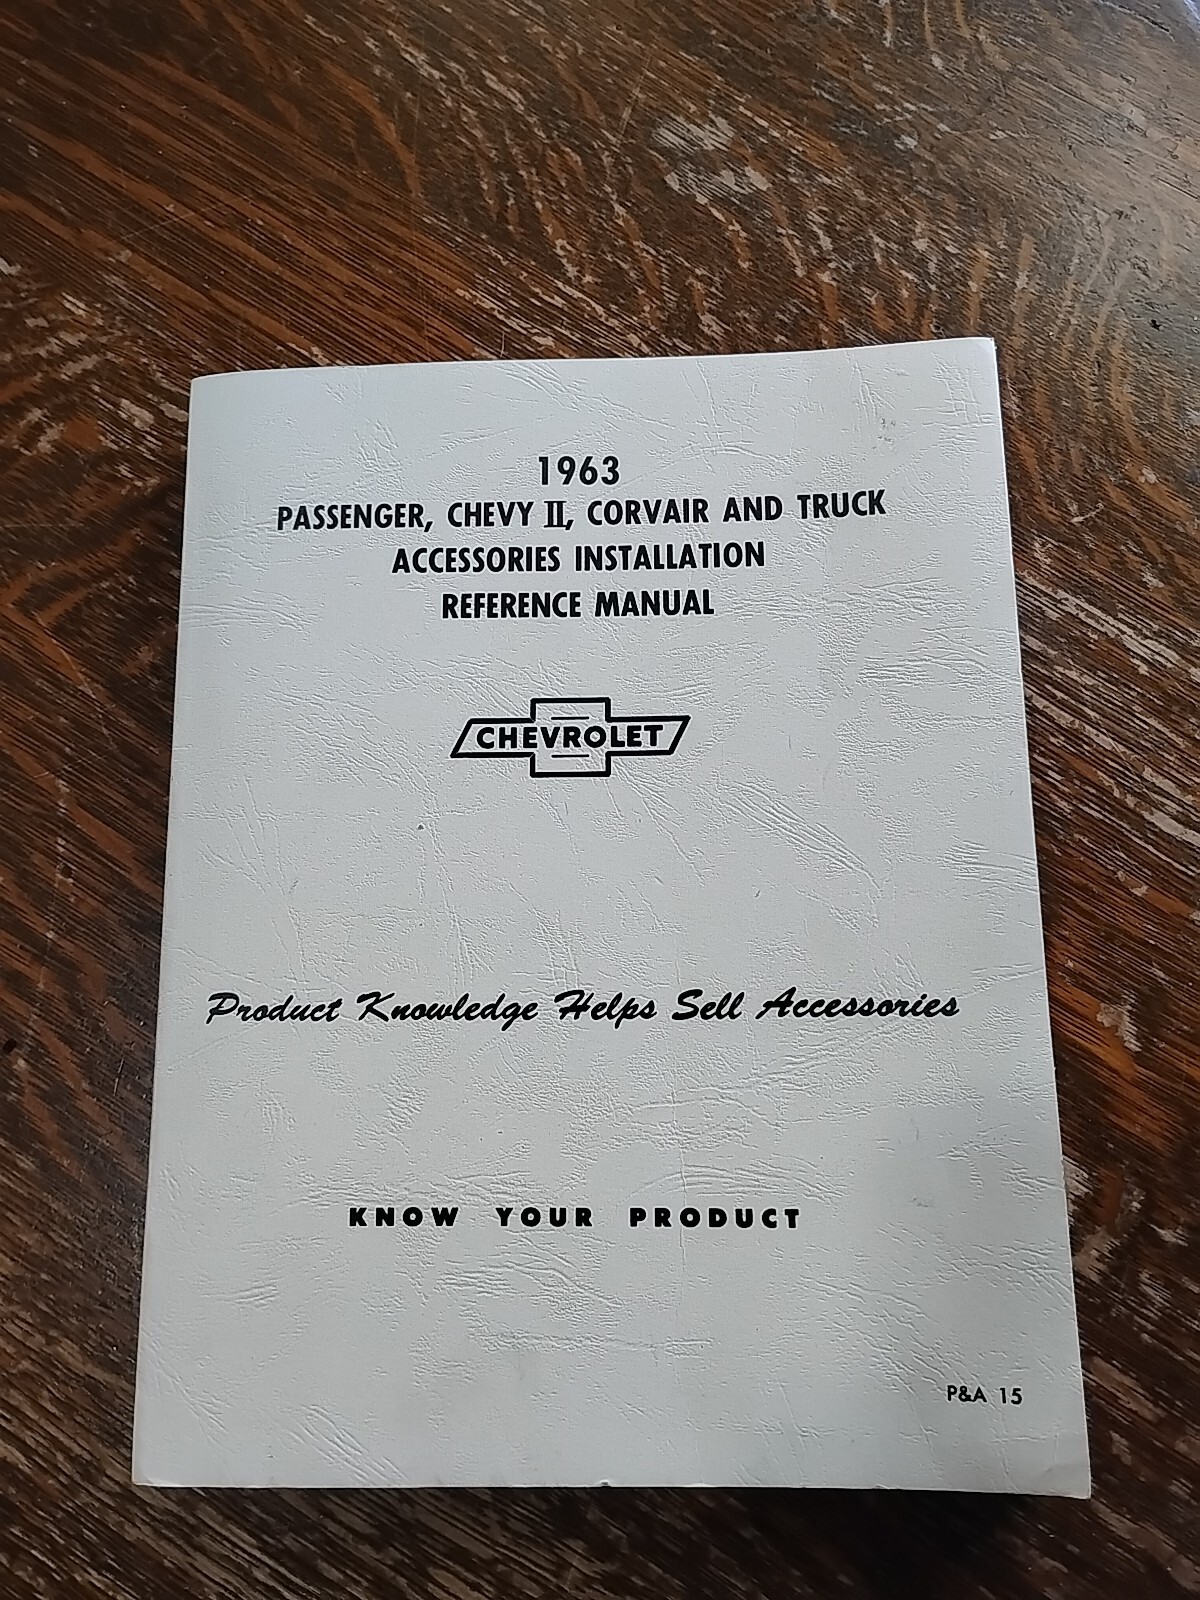 1963
PASSENGER, CHEVY II, CORVAIR AND TRUCK
ACCESSORIES INSTALLATION
REFERENCE MANUAL
CHEVROLET
Product Knowledge Helps Sell Accessories
KNOW YOUR PRODUCT
P&A 15